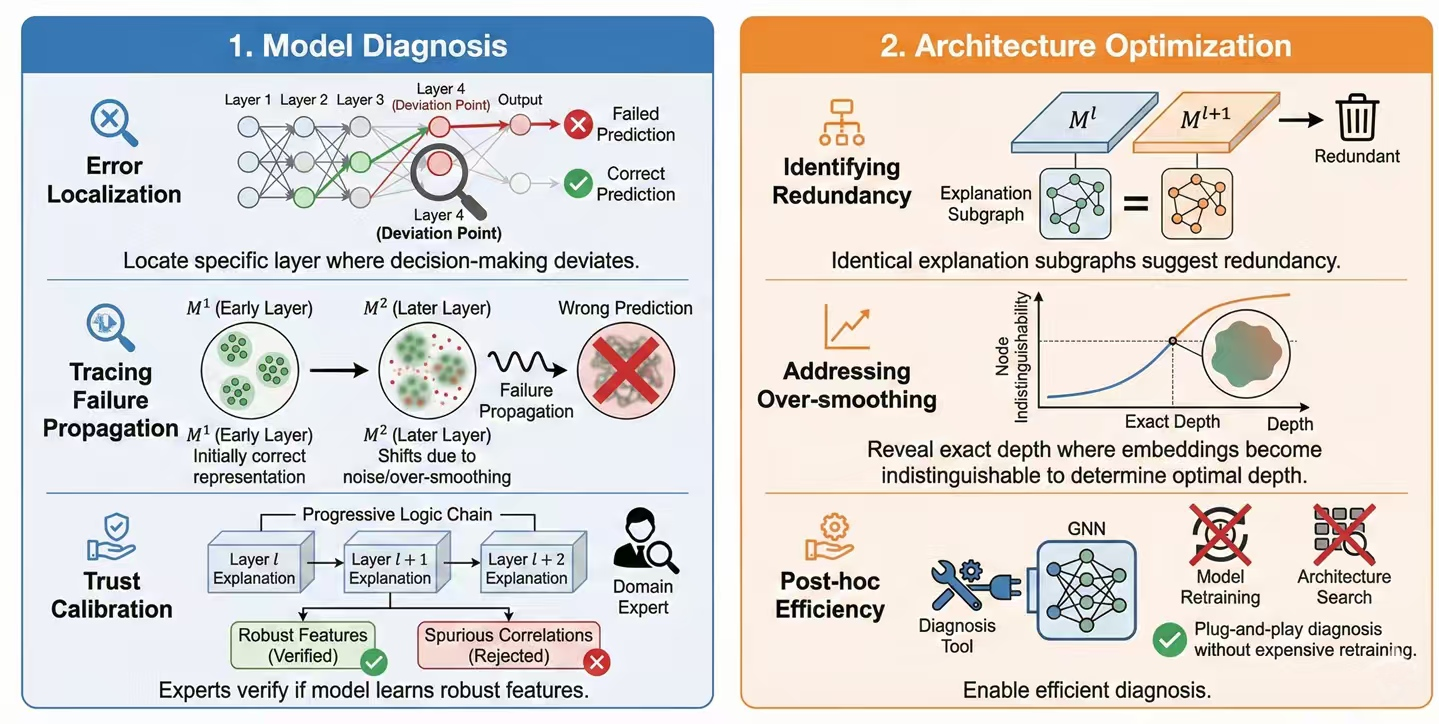 1. Model Diagnosis
Error
Localization
Layer 1 Layer 2 Layer 3
Layer 4
(Deviation Point)
Output
Failed
Prediction
Correct
Prediction
Layer 4
(Deviation Point)
Locate specific layer where decision-making deviates.
Tracing
Failure
Propagation
M¹ (Early Layer)
M² (Later Layer)
Wrong Prediction
Failure
Propagation
M¹ (Early Layer)
Initially correct
representation
M² (Later Layer)
Shifts due to
noise/over-smoothing
Trust
Calibration
Progressive Logic Chain
Layer l
Explanation
Layer l + 1
Explanation
Layer l + 2
Explanation
Domain
Expert
Robust Features
(Verified)
Spurious Correlations
(Rejected)
Experts verify if model learns robust features.
2. Architecture Optimization
Identifying
Redundancy
Mˡ
Mˡ⁺¹
Redundant
Explanation
Subgraph
=
Identical explanation subgraphs suggest redundancy.
Addressing
Over-smoothing
Node
Indistinguishability
Exact Depth
Depth
Reveal exact depth where embeddings become
indistinguishable to determine optimal depth.
Post-hoc
Efficiency
Diagnosis
Tool
GNN
Model
Retraining
Architecture
Search
Plug-and-play diagnosis
without expensive retraining.
Enable efficient diagnosis.